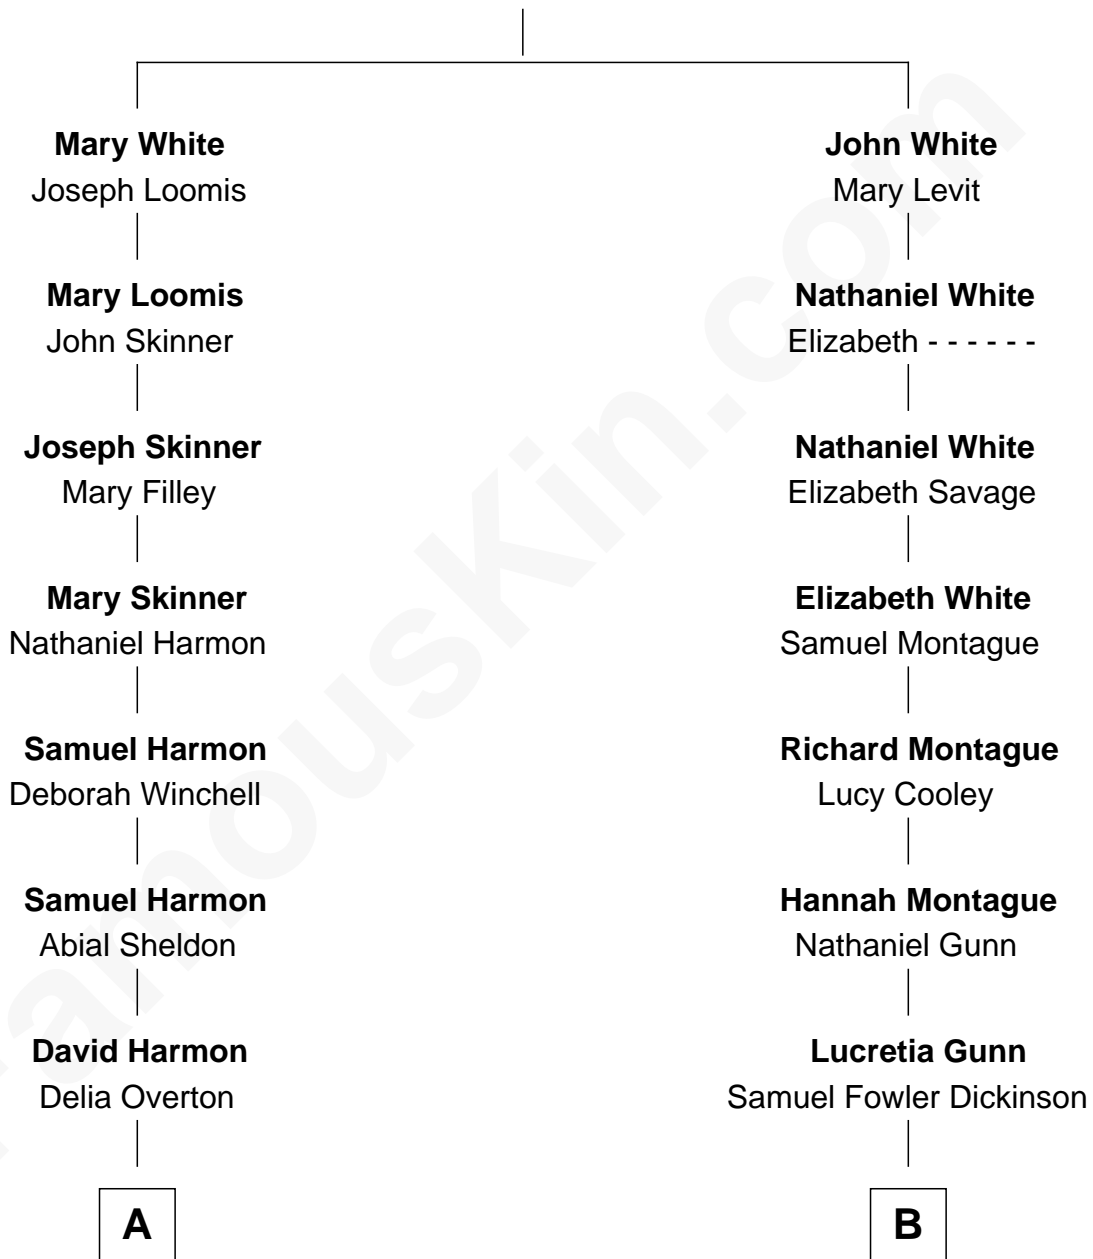 Mary White
Joseph Loomis
Mary Loomis
John Skinner
Joseph Skinner
Mary Filley
Mary Skinner
Nathaniel Harmon
Samuel Harmon
Deborah Winchell
Samuel Harmon
Abial Sheldon
David Harmon
Delia Overton
A
John White
Mary Levit
Nathaniel White
Elizabeth - - - - - -
Nathaniel White
Elizabeth Savage
Elizabeth White
Samuel Montague
Richard Montague
Lucy Cooley
Hannah Montague
Nathaniel Gunn
Lucretia Gunn
Samuel Fowler Dickinson
B
FamousKin.com